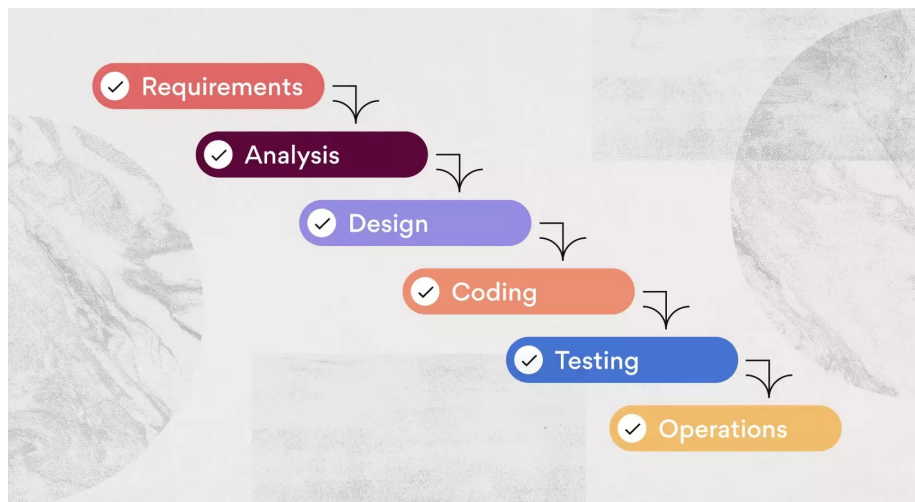 Requirements
Analysis
Design
Coding
Testing
Operations